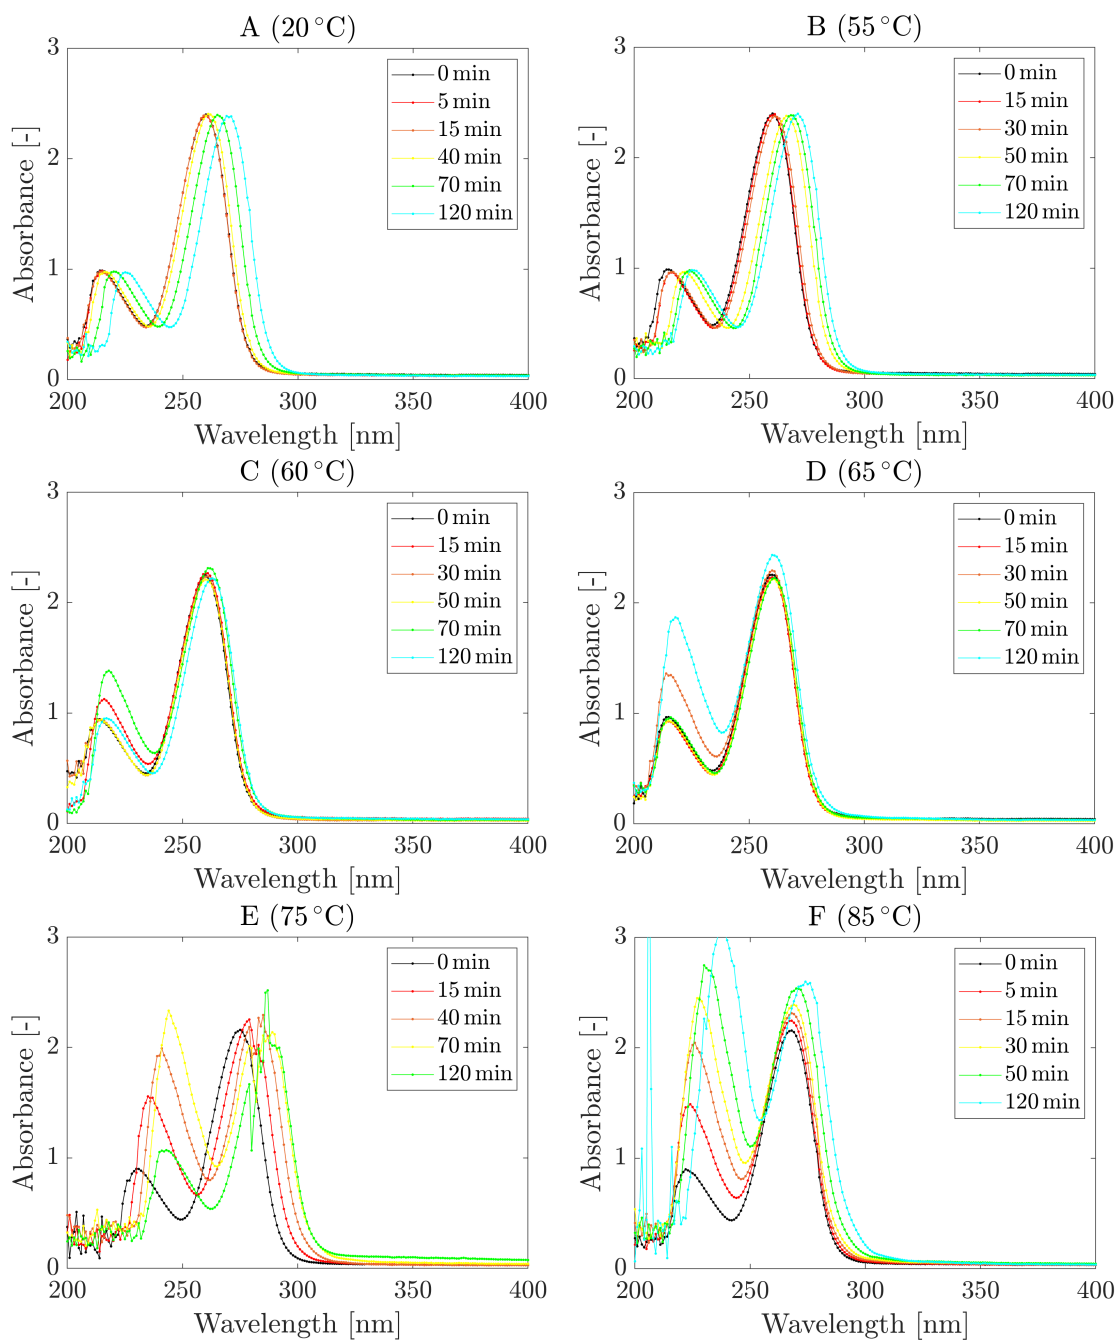 A (20 °C)
3
2
1
0
200
250
300
350
400
Absorbance [-]
Wavelength [nm]
0 min
5 min
15 min
40 min
70 min
120 min
B (55 °C)
3
2
1
0
200
250
300
350
400
Absorbance [-]
Wavelength [nm]
0 min
15 min
30 min
50 min
70 min
120 min
C (60 °C)
3
2
1
0
200
250
300
350
400
Absorbance [-]
Wavelength [nm]
0 min
15 min
30 min
50 min
70 min
120 min
D (65 °C)
3
2
1
0
200
250
300
350
400
Absorbance [-]
Wavelength [nm]
0 min
15 min
30 min
50 min
70 min
120 min
E (75 °C)
3
2
1
0
200
250
300
350
400
Absorbance [-]
Wavelength [nm]
0 min
15 min
40 min
70 min
120 min
F (85 °C)
3
2
1
0
200
250
300
350
400
Absorbance [-]
Wavelength [nm]
0 min
5 min
15 min
30 min
50 min
120 min